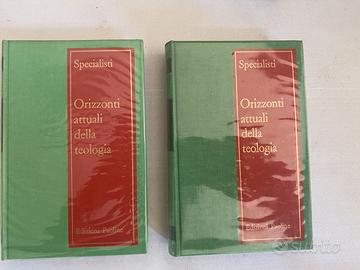 Specialisti
Orizzonti
attuali
della
teologia
Edizioni Paoline
Specialisti
Orizzonti
attuali
della
teologia
Edizioni Paoline
subito